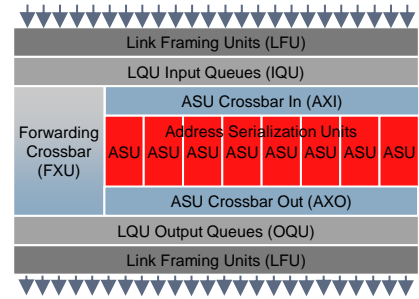 Link Framing Units (LFU)
LQU Input Queues (IQU)
ASU Crossbar In (AXI)
Forwarding
Crossbar
(FXU)
Address Serialization Units
ASU ASU ASU ASU ASU ASU ASU ASU
ASU Crossbar Out (AXO)
LQU Output Queues (OQU)
Link Framing Units (LFU)